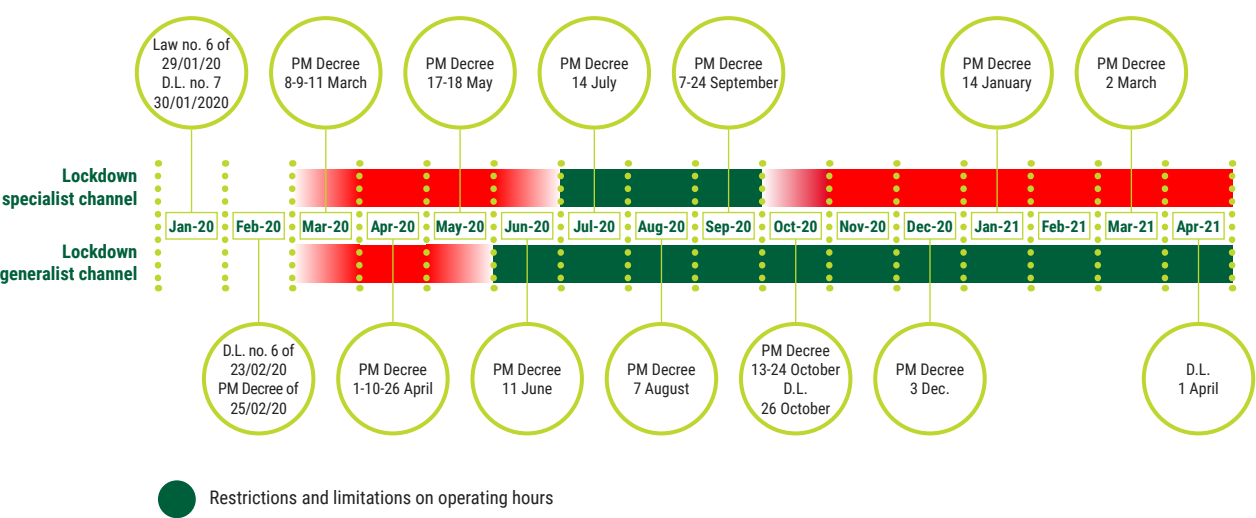 Law no. 6 of
29/01/20
D.L. no. 7
30/01/2020
PM Decree
8-9-11 March
PM Decree
17-18 May
PM Decree
14 July
PM Decree
7-24 September
PM Decree
14 January
PM Decree
2 March
Lockdown
specialist channel
Jan-20
Feb-20
Mar-20
Apr-20
May-20
Jun-20
Jul-20
Aug-20
Sep-20
Oct-20
Nov-20
Dec-20
Jan-21
Feb-21
Mar-21
Apr-21
Lockdown
generalist channel
D.L. no. 6 of
23/02/20
PM Decree of
25/02/20
PM Decree
1-10-26 April
PM Decree
11 June
PM Decree
7 August
PM Decree
13-24 October
D.L.
26 October
PM Decree
3 Dec.
D.L.
1 April
Restrictions and limitations on operating hours